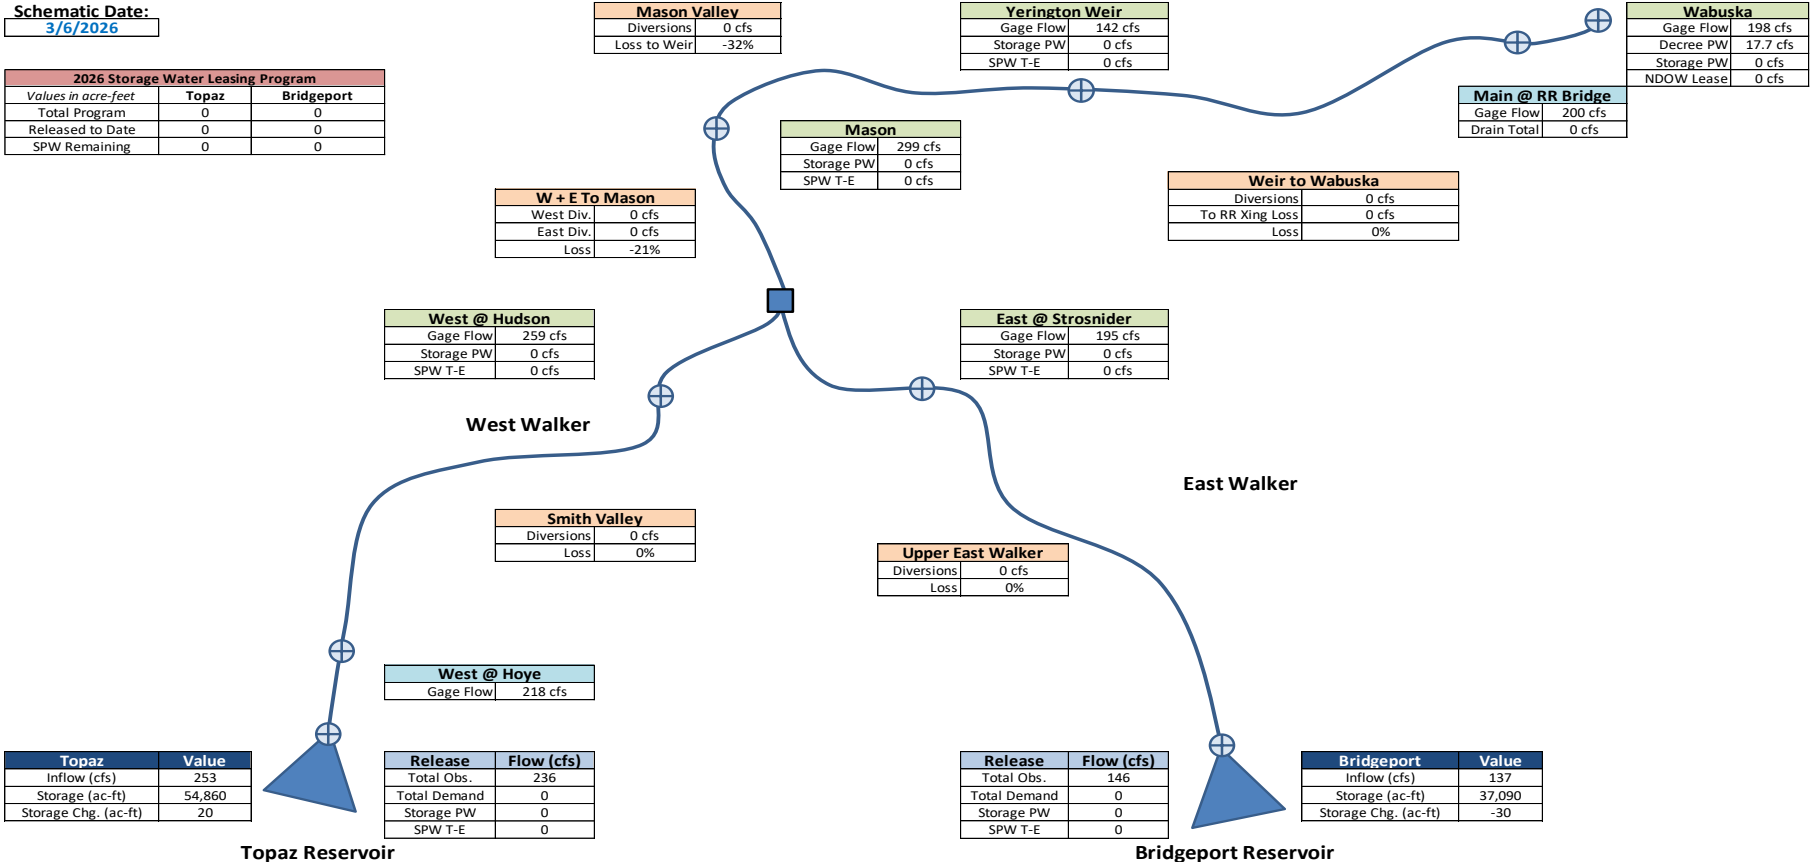 Schematic Date:
3/6/2026
2026 Storage Water Leasing Program
Values in acre-feet Topaz Bridgeport
Total Program 0 0
Released to Date 0 0
SPW Remaining 0 0
Mason Valley
Diversions 0 cfs
Loss to Weir -32%
Yerington Weir
Gage Flow 142 cfs
Storage PW 0 cfs
SPW T-E 0 cfs
Wabuska
Gage Flow 198 cfs
Decree PW 17.7 cfs
Storage PW 0 cfs
NDOW Lease 0 cfs
Main @ RR Bridge
Gage Flow 200 cfs
Drain Total 0 cfs
Mason
Gage Flow 299 cfs
Storage PW 0 cfs
SPW T-E 0 cfs
W + E To Mason
West Div. 0 cfs
East Div. 0 cfs
Loss -21%
Weir to Wabuska
Diversions 0 cfs
To RR Xing Loss 0 cfs
Loss 0%
West @ Hudson
Gage Flow 259 cfs
Storage PW 0 cfs
SPW T-E 0 cfs
East @ Strosnider
Gage Flow 195 cfs
Storage PW 0 cfs
SPW T-E 0 cfs
West Walker
East Walker
Smith Valley
Diversions 0 cfs
Loss 0%
Upper East Walker
Diversions 0 cfs
Loss 0%
West @ Hoye
Gage Flow 218 cfs
Topaz Value
Inflow (cfs) 253
Storage (ac-ft) 54,860
Storage Chg. (ac-ft) 20
Release Flow (cfs)
Total Obs. 236
Total Demand 0
Storage PW 0
SPW T-E 0
Release Flow (cfs)
Total Obs. 146
Total Demand 0
Storage PW 0
SPW T-E 0
Bridgeport Value
Inflow (cfs) 137
Storage (ac-ft) 37,090
Storage Chg. (ac-ft) -30
Topaz Reservoir
Bridgeport Reservoir